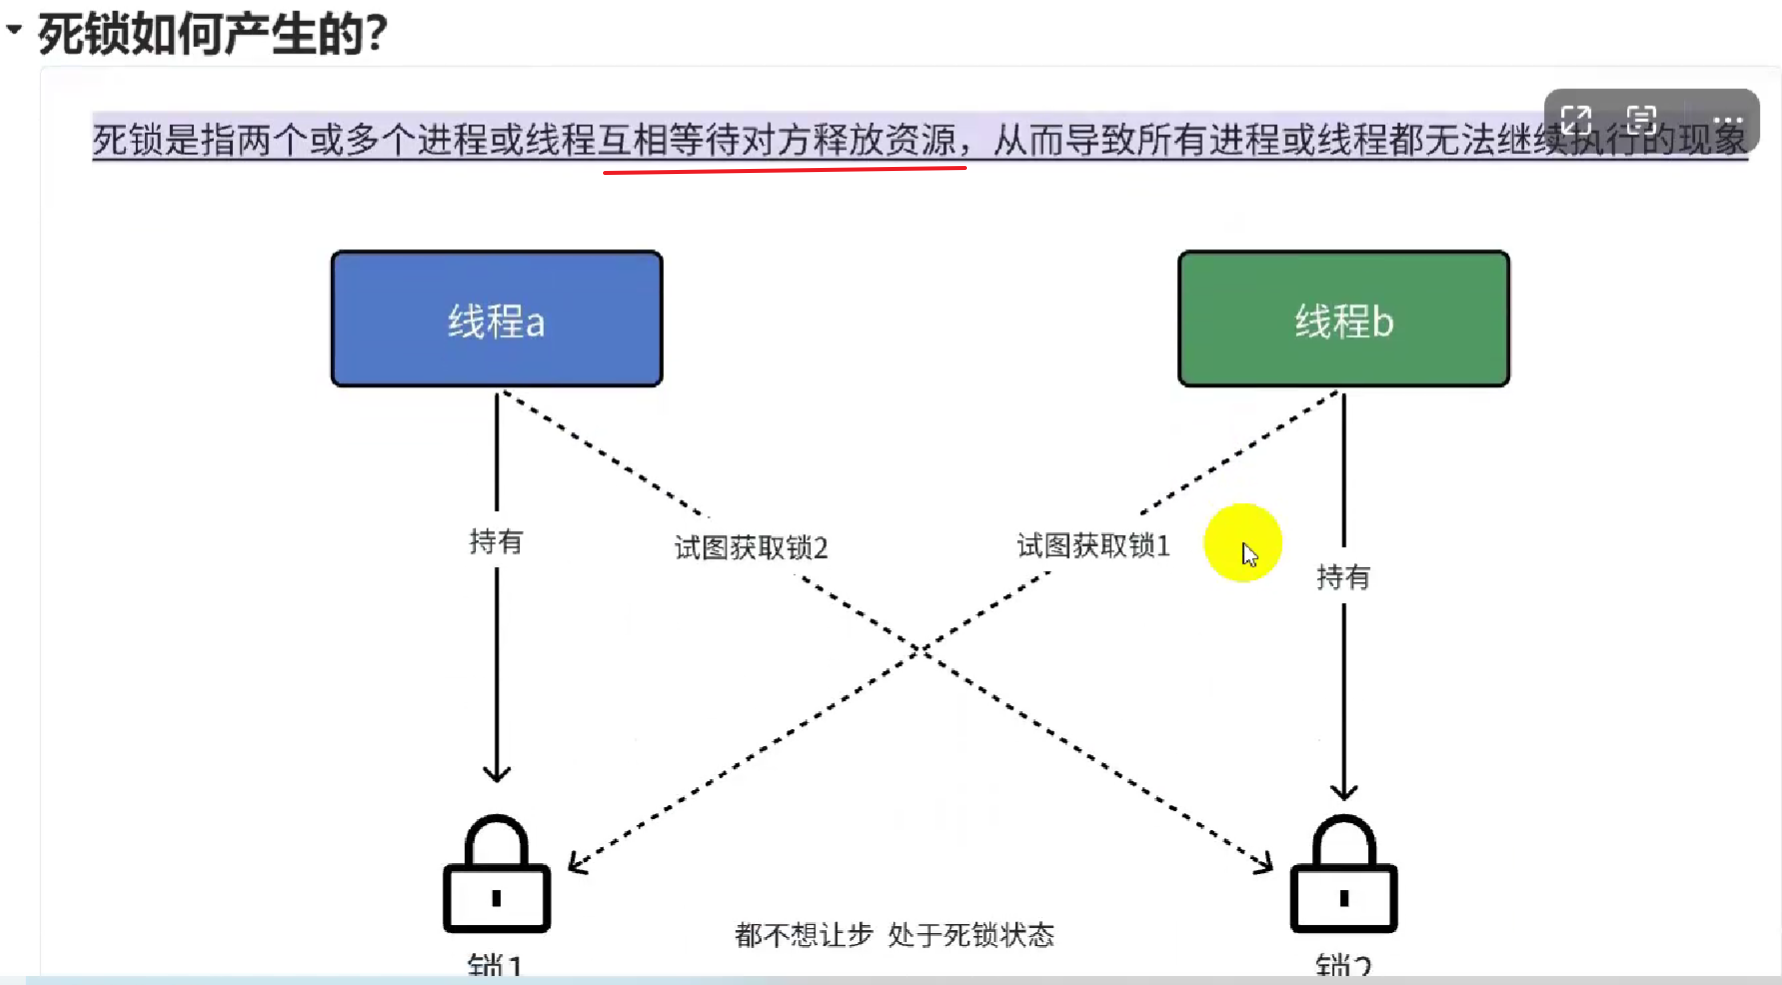 死锁如何产生的?
死锁是指两个或多个进程或线程互相等待对方释放资源，从而导致所有进程或线程都无法继续执行的现象
线程a
线程b
持有
试图获取锁2
试图获取锁1
持有
都不想让步 处于死锁状态
锁1
锁2